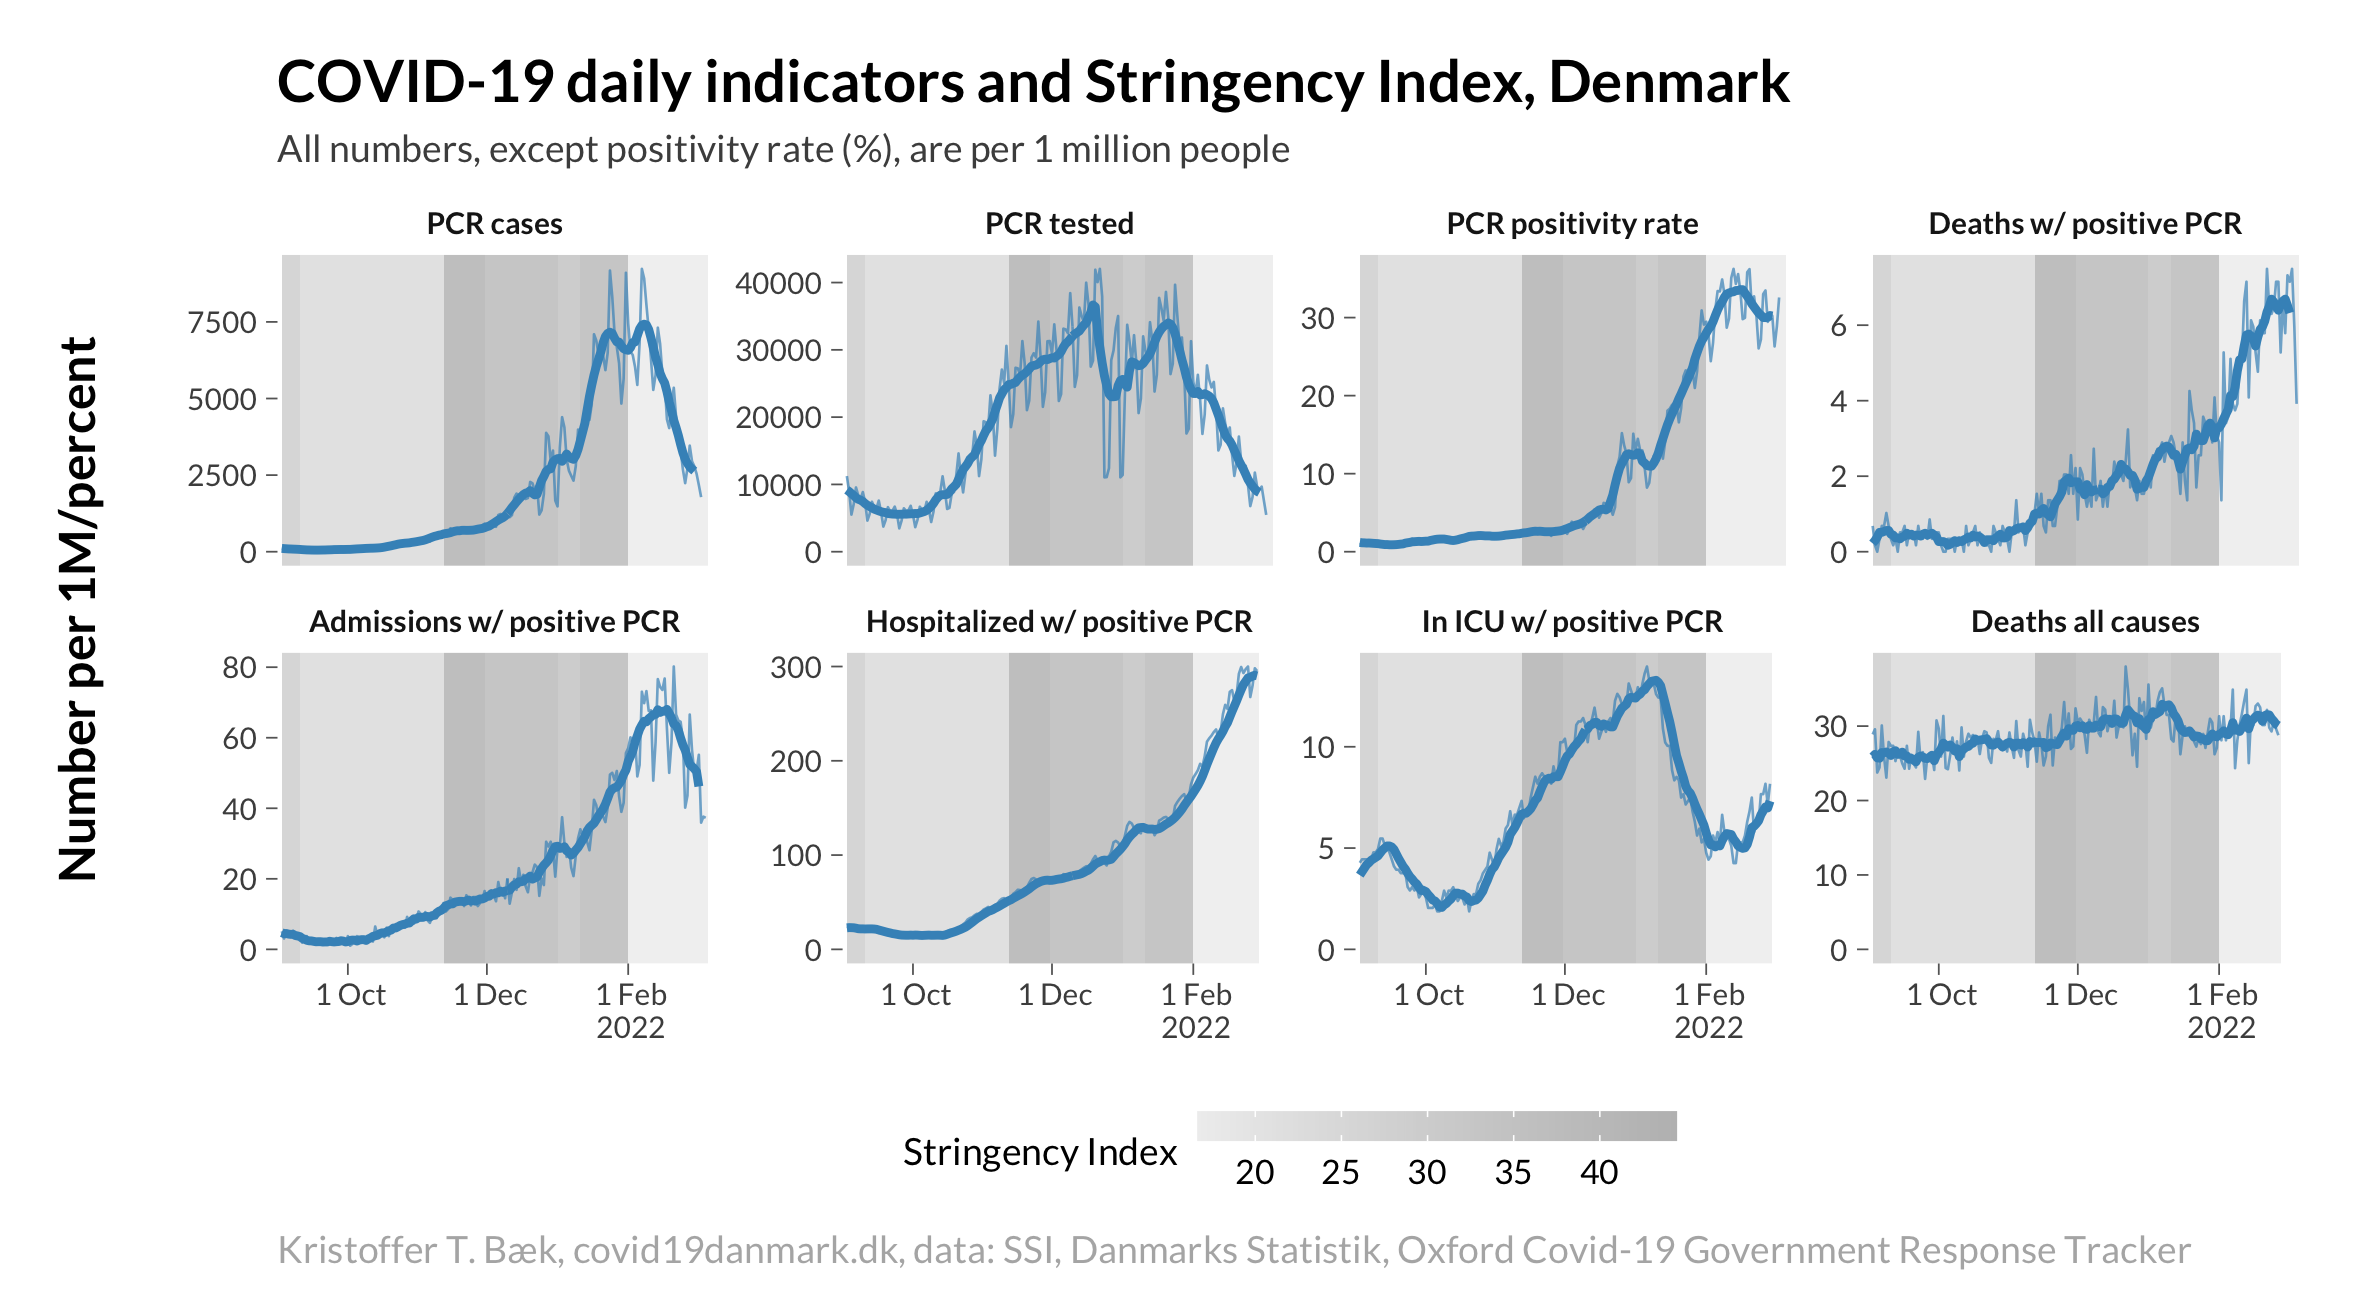 COVID-19 daily indicators and Stringency Index, Denmark
All numbers, except positivity rate (%), are per 1 million people
Number per 1M/percent
PCR cases
7500
5000
2500
0
PCR tested
40000
30000
20000
10000
0
PCR positivity rate
30
20
10
0
Deaths w/ positive PCR
6
4
2
0
Admissions w/ positive PCR
80
60
40
20
0
1 Oct 1 Dec 1 Feb
2022
Hospitalized w/ positive PCR
300
200
100
0
1 Oct 1 Dec 1 Feb
2022
In ICU w/ positive PCR
10
5
0
1 Oct 1 Dec 1 Feb
2022
Deaths all causes
30
20
10
0
1 Oct 1 Dec 1 Feb
2022
Stringency Index
20 25 30 35 40
Kristoffer T. Bæk, covid19danmark.dk, data: SSI, Danmarks Statistik, Oxford Covid-19 Government Response Tracker